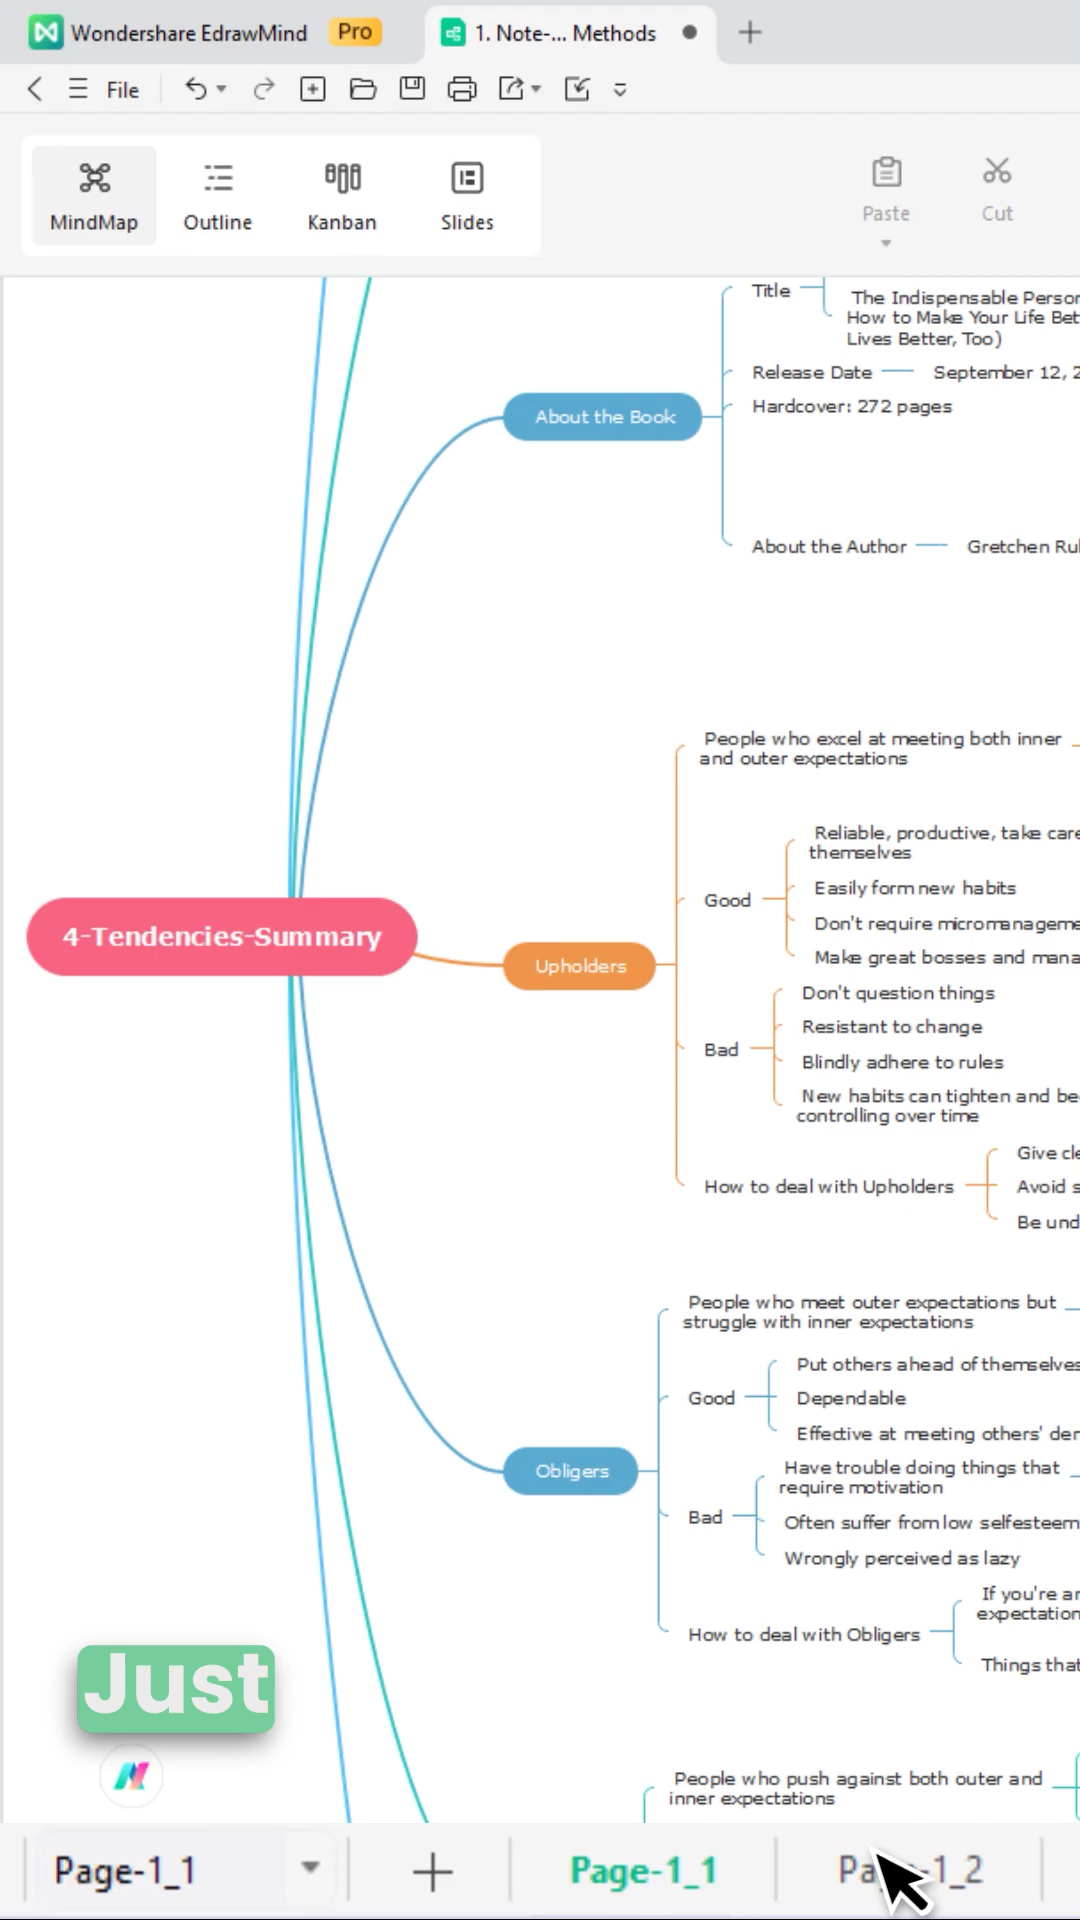 Wondershare EdrawMind Pro
1. Note-... Methods
File
MindMap
Outline
Kanban
Slides
Paste
Cut
Title
The Indispensable Person
How to Make Your Life Bet
Lives Better, Too)
Release Date
September 12, 2
Hardcover: 272 pages
About the Book
About the Author
Gretchen Ru
People who excel at meeting both inner
and outer expectations
Reliable, productive, take care
themselves
Good
Easily form new habits
Don't require micromanageme
Make great bosses and mana
4-Tendencies-Summary
Upholders
Don't question things
Resistant to change
Bad
Blindly adhere to rules
New habits can tighten and be
controlling over time
Give cle
How to deal with Upholders
Avoid s
Be und
People who meet outer expectations but
struggle with inner expectations
Put others ahead of themselves
Good
Dependable
Effective at meeting others' der
Obligers
Have trouble doing things that
require motivation
Bad
Often suffer from low selfesteem
Wrongly perceived as lazy
If you're ar
expectation
How to deal with Obligers
Things that
Just
People who push against both outer and
inner expectations
Page-1_1
Page-1_1